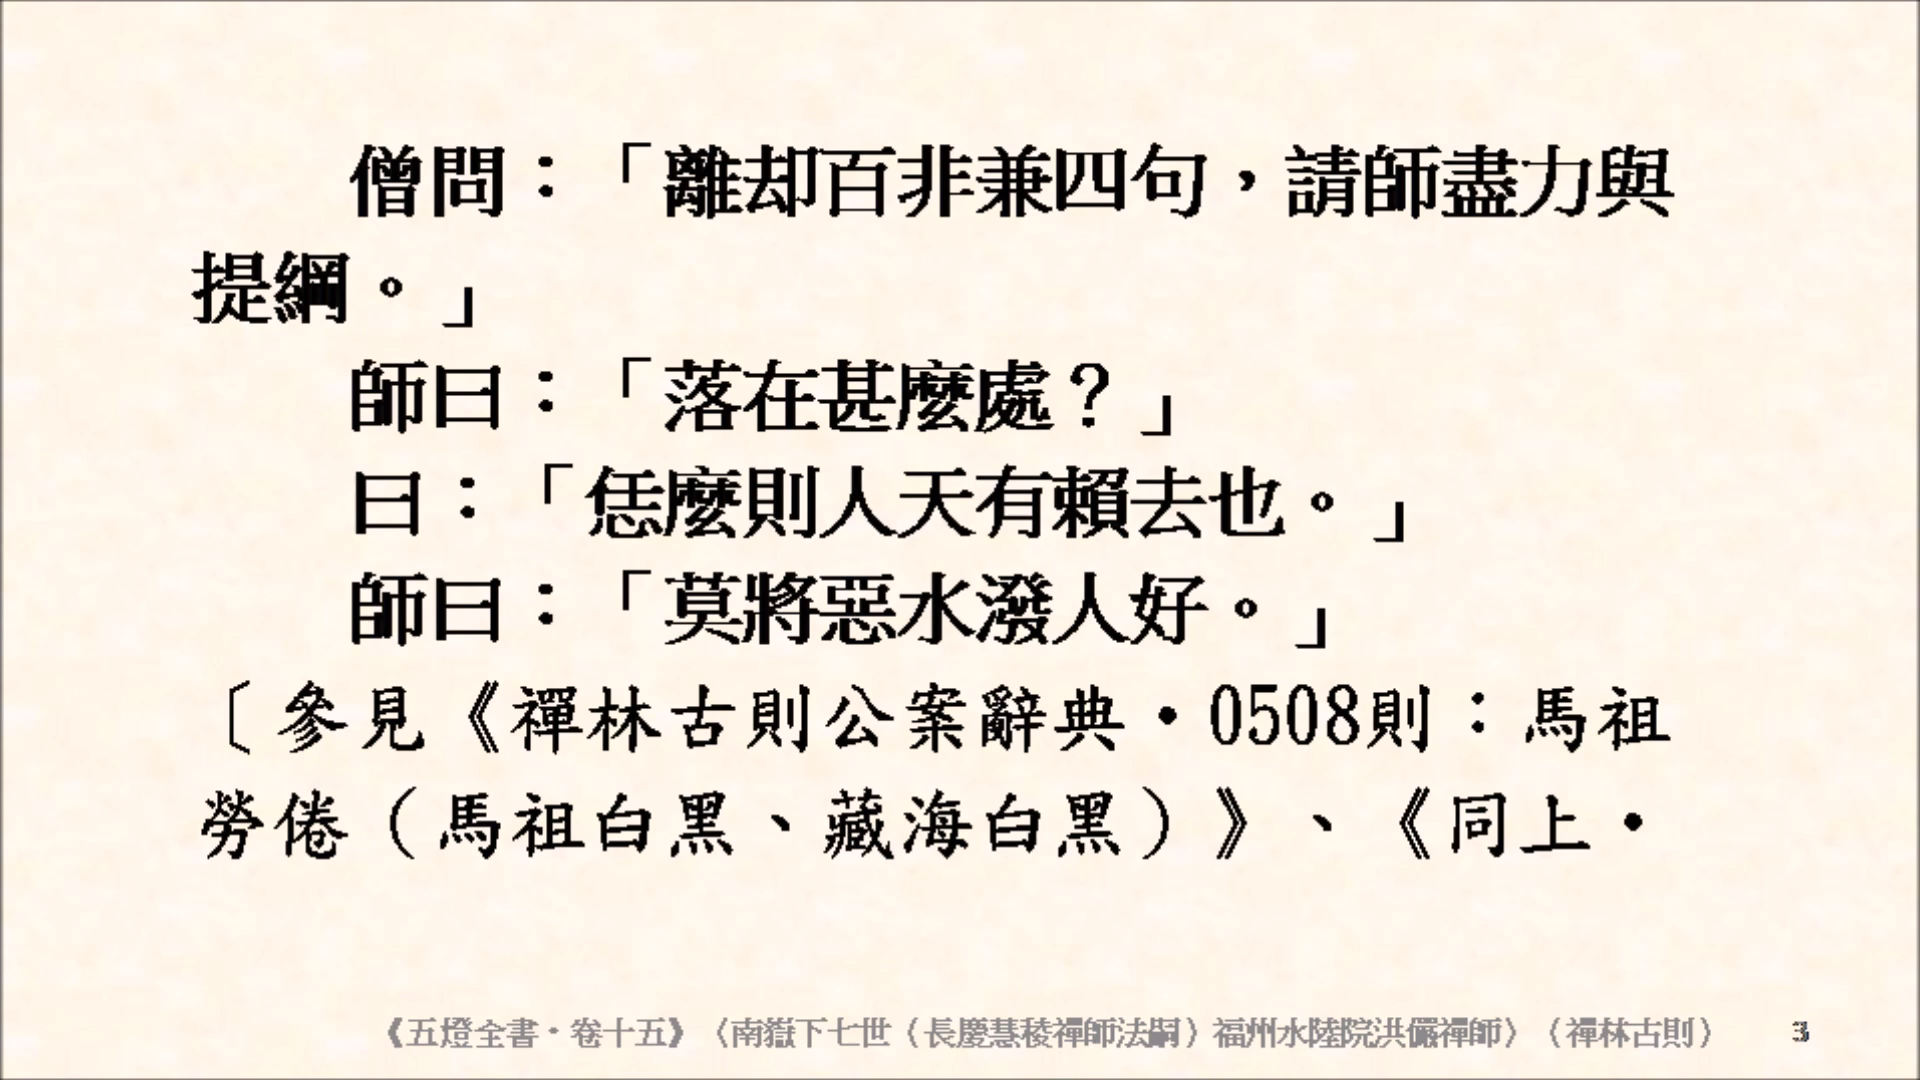 僧問：「離却百非兼四句，請師盡力與
提綱。」
師曰：「落在甚麼處？」
曰：「恁麼則人天有賴去也。」
師曰：「莫將惡水潑人好。」
〔參見《禪林古則公案辭典·0508則：馬祖
勞倦（馬祖白黑、藏海白黑）》、《同上·
《五燈全書·卷十五》〈南嶽下七世（長慶慧稜禪師法嗣）福州水陸院洪儼禪師〉（禪林古則） 3